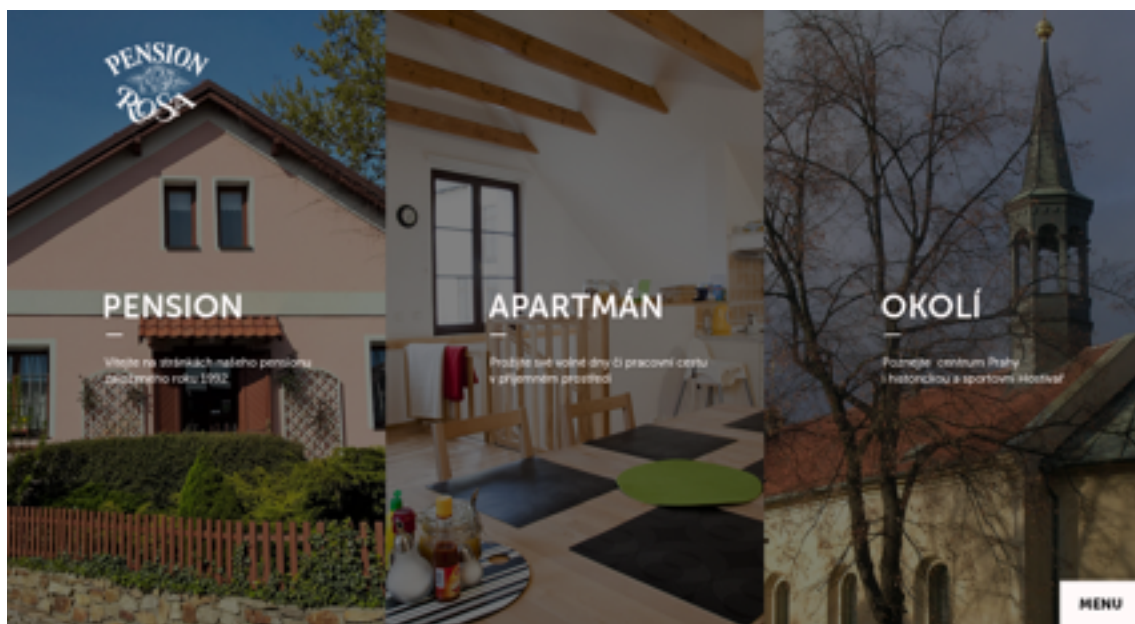 PENSION
ROSA
PENSION
Vítejte na stránkách našeho pensionu
založeného roku 1992.
APARTMÁN
Prožijte své volné dny či pracovní cestu
v příjemném prostředí
OKOLÍ
Poznejte centrum Prahy
i historickou a sportovní Hostivař
MENU